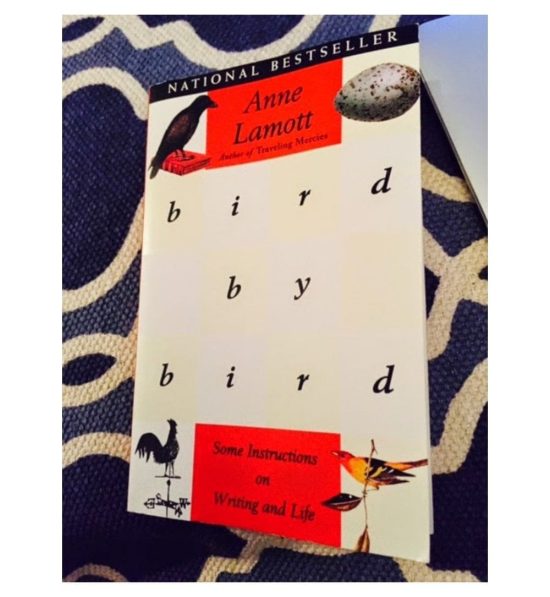 NATIONAL BESTSELLER
Anne
Lamott
Author of Traveling Mercies
b i r d
b y
b i r d
Some Instructions
on
Writing and Life
W